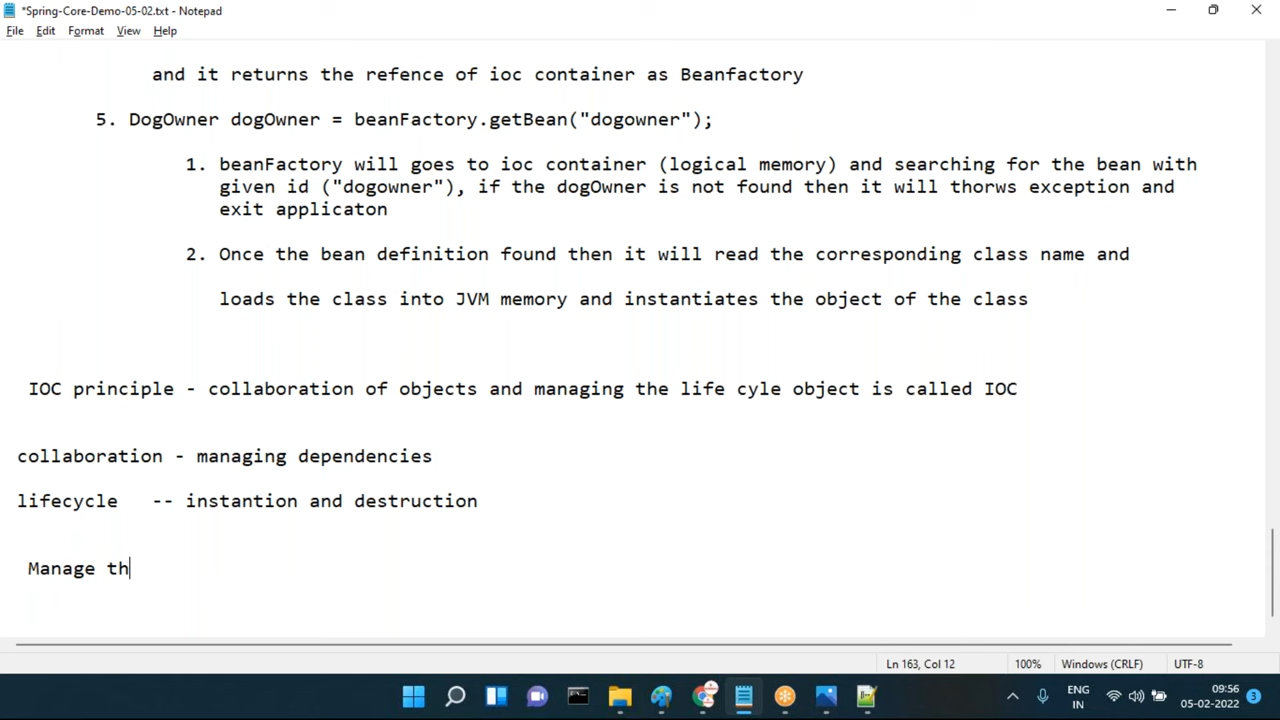 *Spring-Core-Demo-05-02.txt - Notepad
File Edit Format View Help
and it returns the refence of ioc container as Beanfactory
5. DogOwner dogOwner = beanFactory.getBean("dogowner");
1. beanFactory will goes to ioc container (logical memory) and searching for the bean with
given id ("dogowner"), if the dogOwner is not found then it will thorws exception and
exit applicaton
2. Once the bean definition found then it will read the corresponding class name and
loads the class into JVM memory and instantiates the object of the class
IOC principle - collaboration of objects and managing the life cyle object is called IOC
collaboration - managing dependencies
lifecycle -- instantion and destruction
Manage th
Ln 163, Col 12 100% Windows (CRLF) UTF-8
ENG 09:56
IN 05-02-2022 3